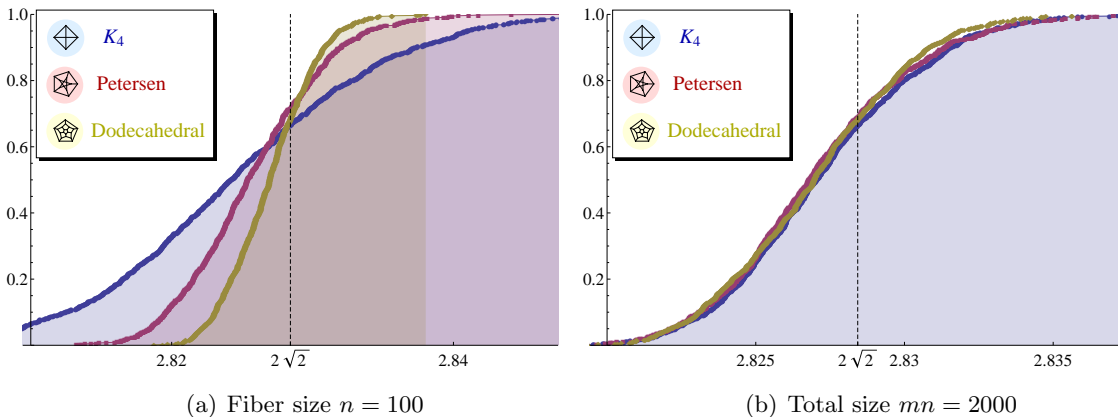 1.0
0.8
0.6
0.4
0.2
K₄
Petersen
Dodecahedral
2.82
2√2
2.84
(a) Fiber size n = 100
1.0
0.8
0.6
0.4
0.2
K₄
Petersen
Dodecahedral
2.825
2√2
2.83
2.835
(b) Total size mn = 2000